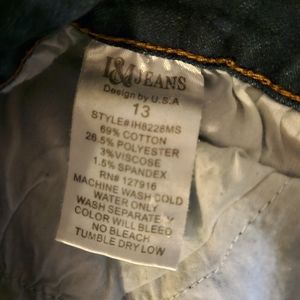 I&M JEANS
Design by U.S.A
13
STYLE#IH8228MS
69% COTTON
26.5% POLYESTER
3%VISCOSE
1.5% SPANDEX
RN# 127916
MACHINE WASH COLD
WATER ONLY
WASH SEPARATELY
COLOR WILL BLEED
NO BLEACH
TUMBLE DRY LOW